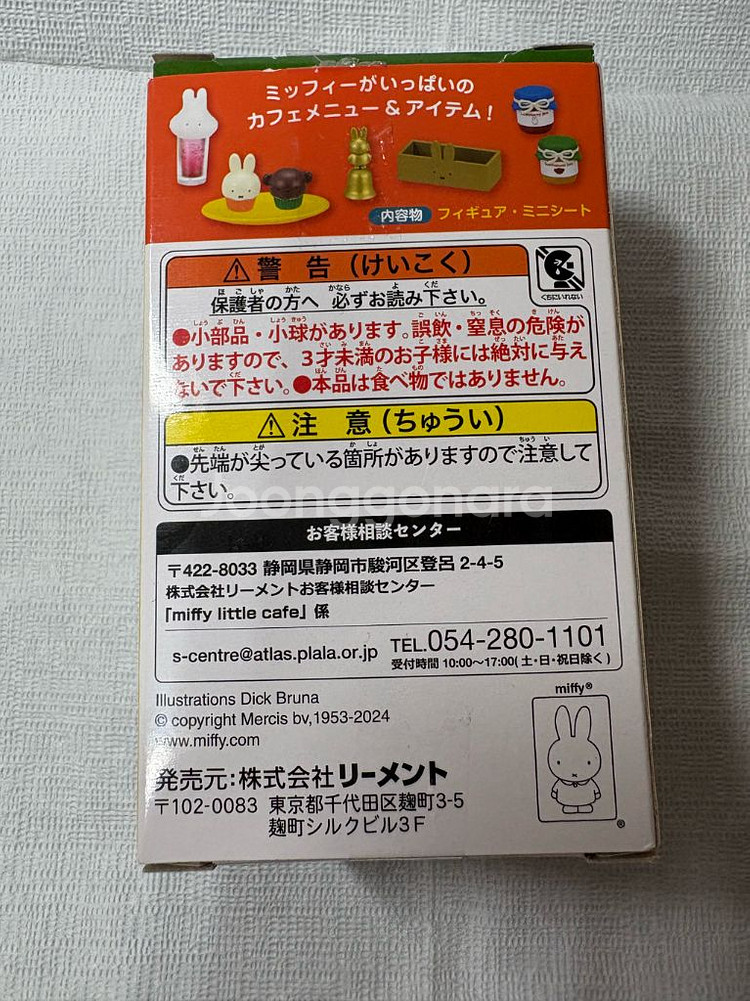 ミッフィーがいっぱいの
カフェメニュー&アイテム!
内容物 フィギュア・ミニシート
⚠警 告(けいこく)
くちにいれない
保護者の方へ 必ずお読み下さい。
●小部品・小球があります。誤飲・窒息の危険が
ありますので、3才未満のお子様には絶対に与え
ないで下さい。●本品は食べ物ではありません。
⚠注 意(ちゅうい)
●先端が尖っている箇所がありますので注意して
下さい。
soonggonara
お客様相談センター
〒422-8033 静岡県静岡市駿河区登呂 2-4-5
株式会社リーメントお客様相談センター
「miffy little cafe」係
s-centre@atlas.plala.or.jp TEL.054-280-1101
受付時間 10:00〜17:00(土・日・祝日除く)
Illustrations Dick Bruna
© copyright Mercis bv,1953-2024
www.miffy.com
miffy®
発売元:株式会社リーメント
〒102-0083 東京都千代田区麹町3-5
麹町シルクビル3F
®